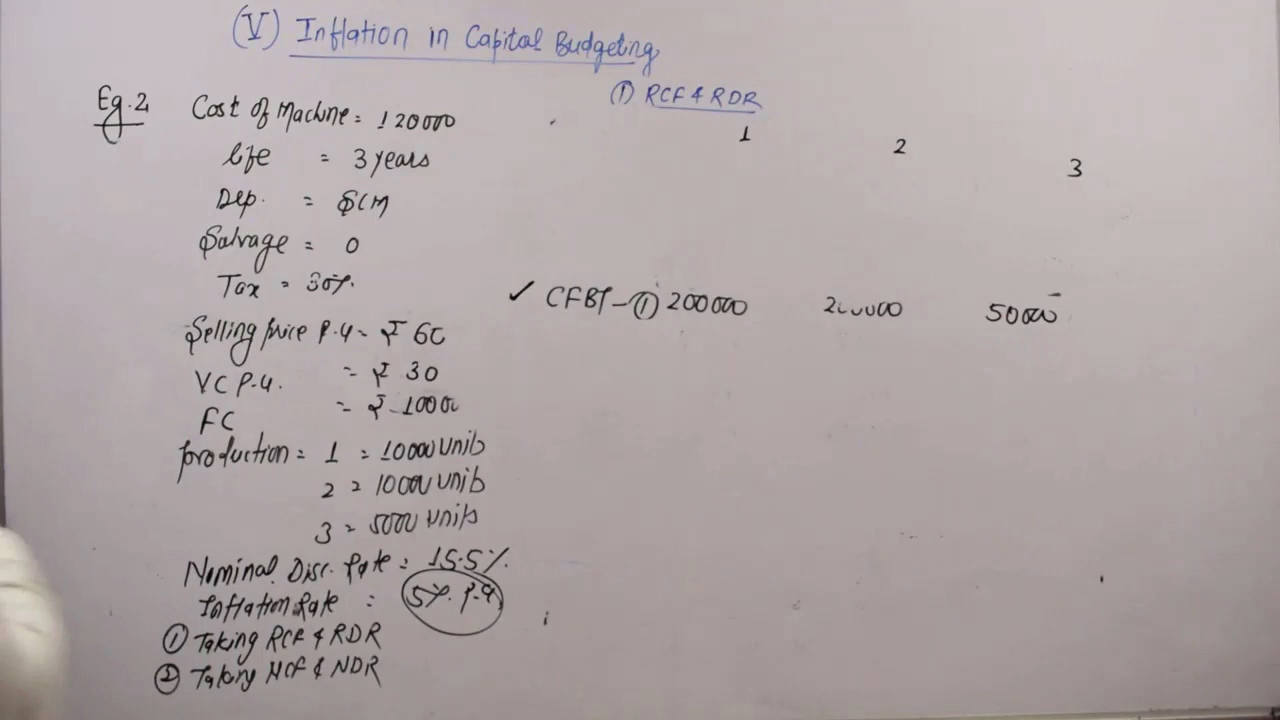 (V) Inflation in Capital Budgeting
① RCF & RDR
Eg.2 Cost of Machine = 120000
life = 3 years
Dep. = SLM
Salvage = 0
Tax = 30%.
Selling price P.U = ₹ 60
VC P.U. = ₹ 30
FC = ₹ 10000
production = 1 = 10000 Units
2 = 10000 Units
3 = 5000 Units
Nominal Disc. Rate = 15.5%.
Inflation Rate : 5%. P.a
① Taking RCF & RDR
② Taking NCF & NDR
1 2 3
✓ CFBT - ① 200000 200000 50000